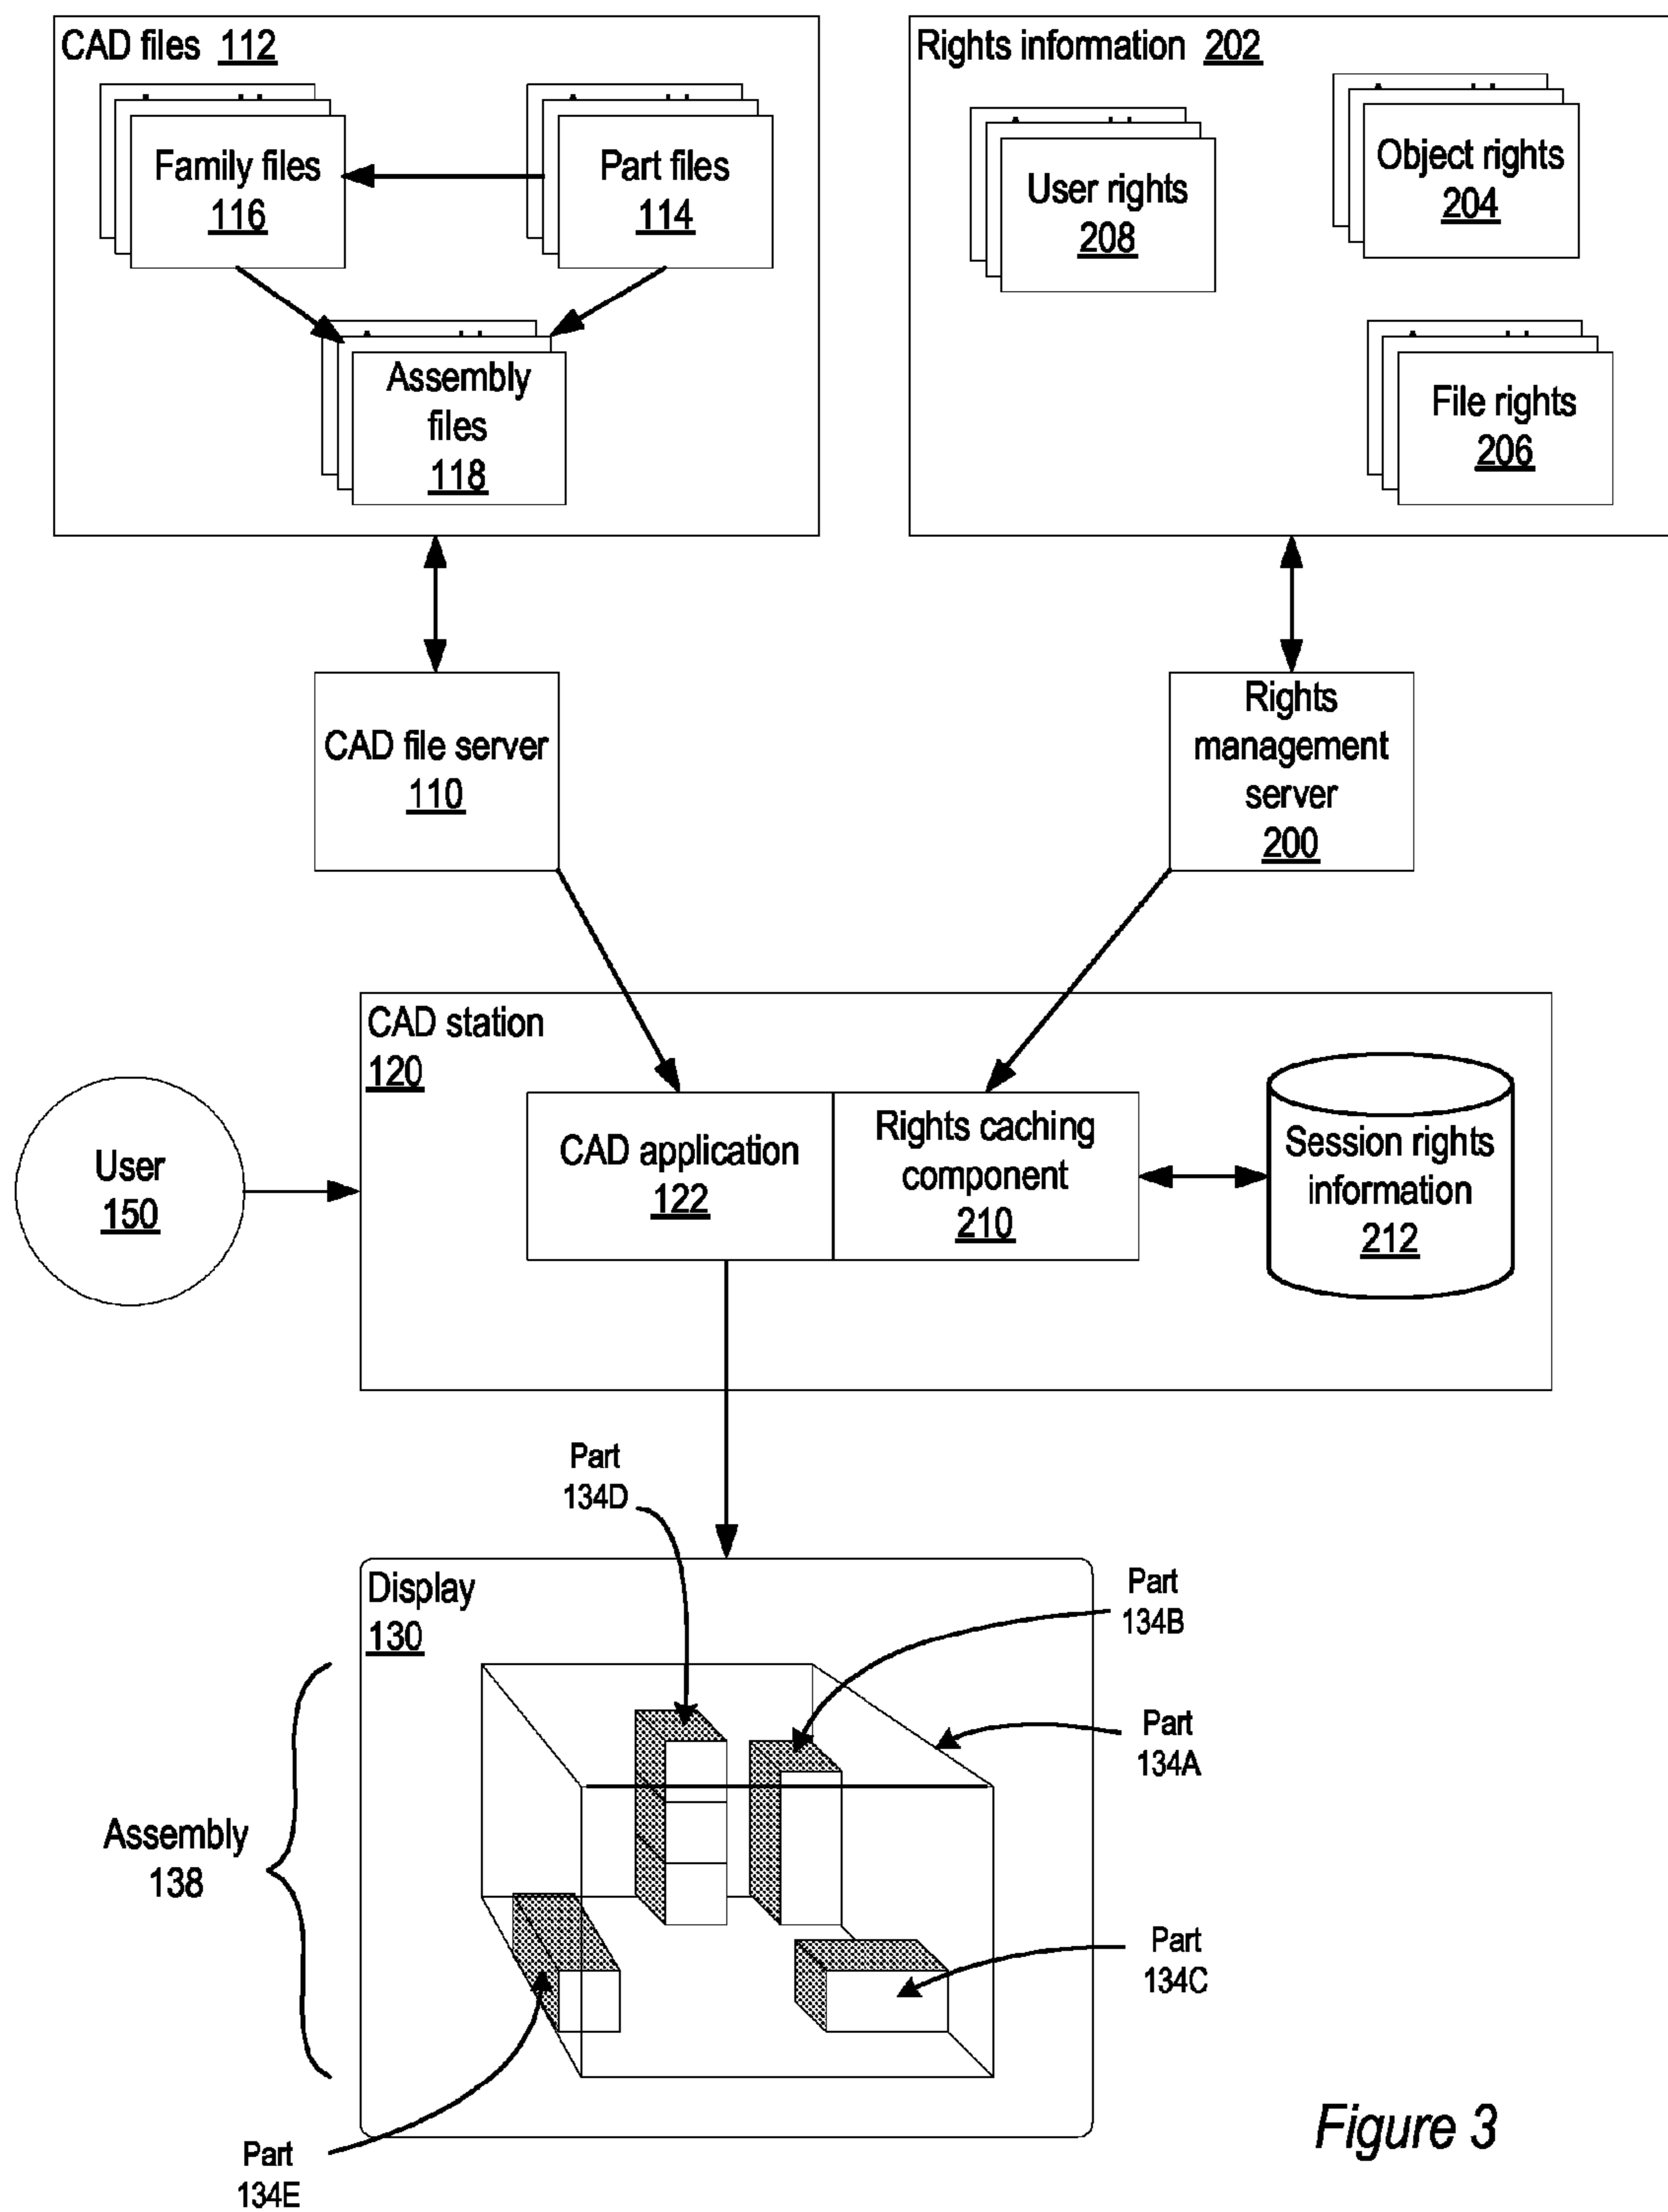 CAD files 112
Family files
116
Part files
114
Assembly
files
118
Rights information 202
User rights
208
Object rights
204
File rights
206
CAD file server
110
Rights
management
server
200
CAD station
120
User
150
CAD application
122
Rights caching
component
210
Session rights
information
212
Part
134D
Display
130
Part
134B
Part
134A
Assembly
138
Part
134C
Part
134E
Figure 3